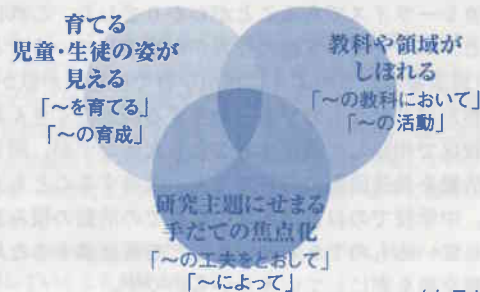 育てる
児童・生徒の姿が
見える
「~を育てる」
「~の育成」
教科や領域が
しぼれる
「~の教科において」
「~の活動」
研究主題にせまる
手だての焦点化
「~の工夫をとおして」
「~によって」